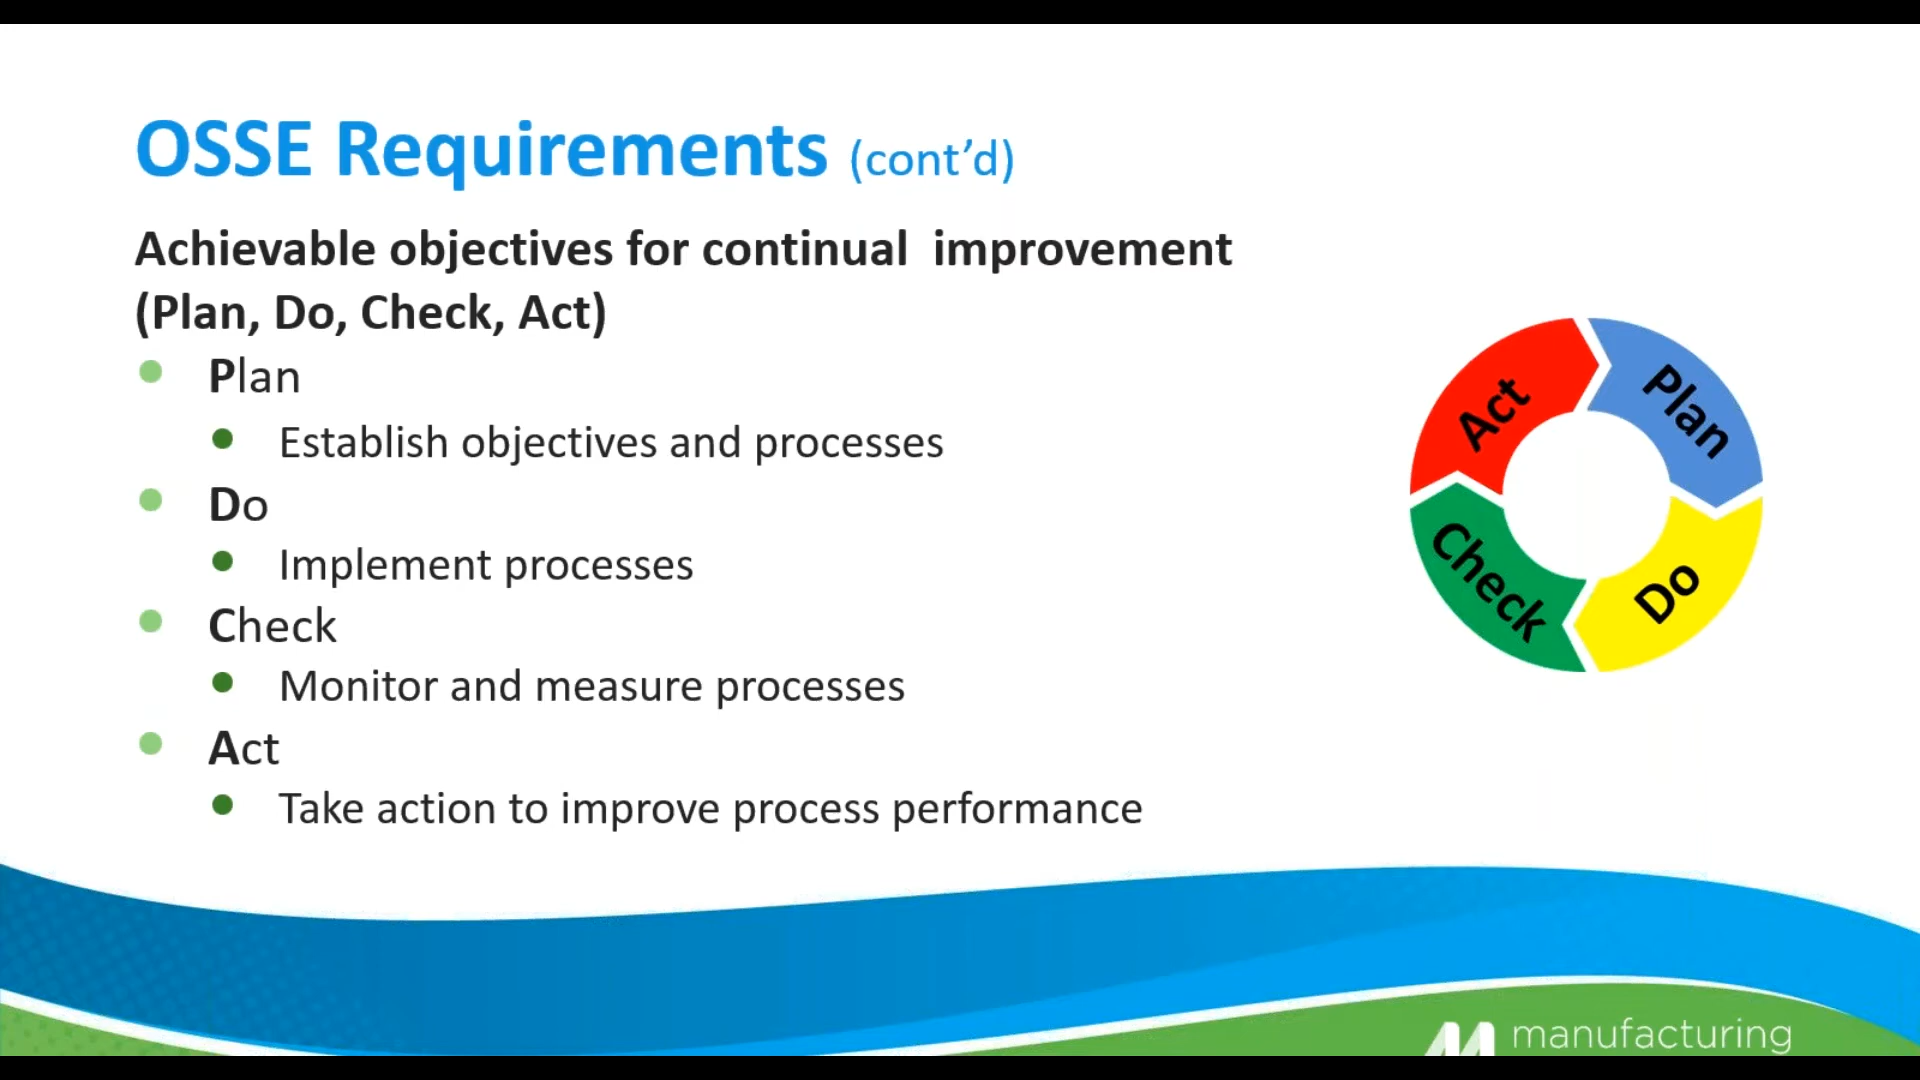 OSSE Requirements (cont’d)
Achievable objectives for continual  improvement
(Plan, Do, Check, Act)
Plan
Establish objectives and processes
Do
Implement processes
Check
Monitor and measure processes
Act
Take action to improve process performance
Act
Plan
Check
Do
manufacturing